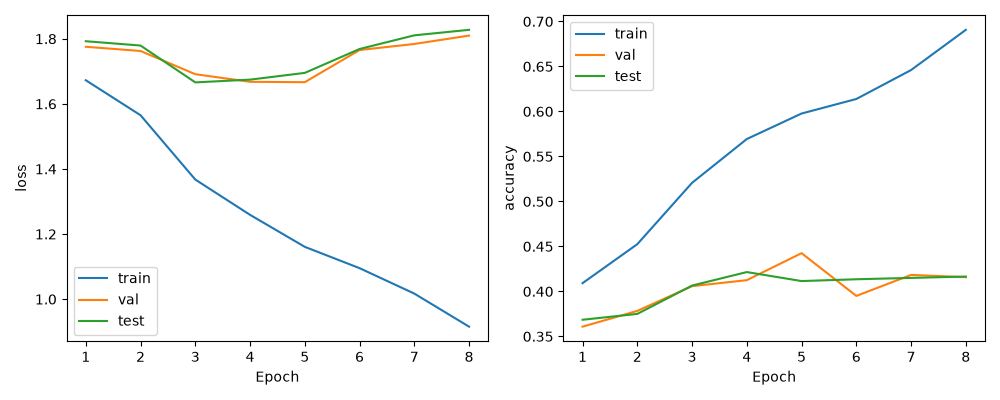 1.8
1.6
1.4
1.2
1.0
loss
train
val
test
1 2 3 4 5 6 7 8
Epoch
0.70
0.65
0.60
0.55
0.50
0.45
0.40
0.35
accuracy
train
val
test
1 2 3 4 5 6 7 8
Epoch